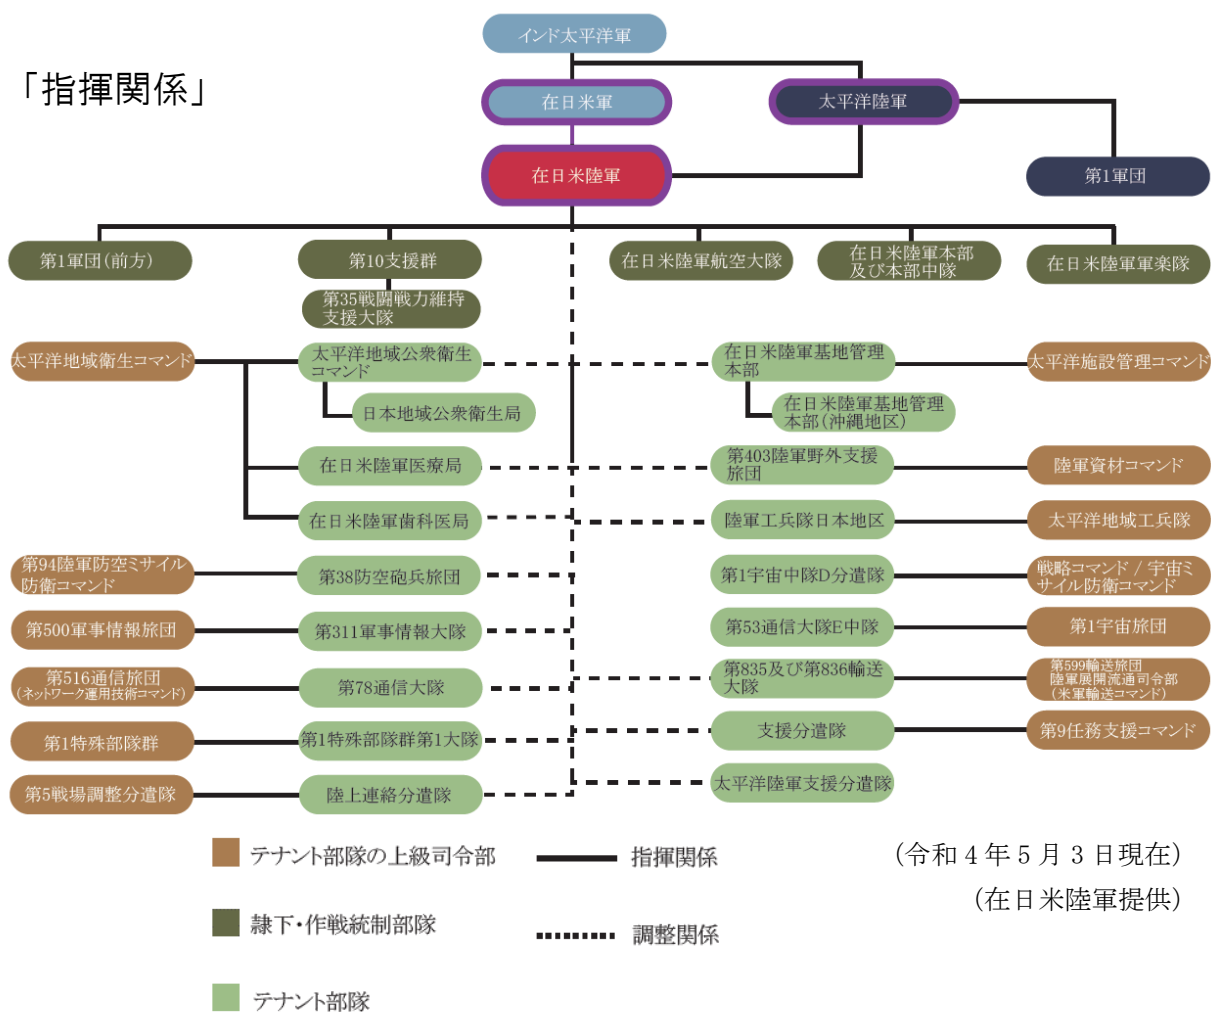 「指揮関係」
インド太平洋軍
在日米軍
太平洋陸軍
在日米陸軍
第1軍団
第1軍団(前方)
第10支援群
在日米陸軍航空大隊
在日米陸軍本部
及び本部中隊
在日米陸軍軍楽隊
第35戦闘戦力維持
支援大隊
太平洋地域衛生コマンド
太平洋地域公衆衛生
コマンド
在日米陸軍基地管理
本部
太平洋施設管理コマンド
日本地域公衆衛生局
在日米陸軍基地管理
本部(沖縄地区)
在日米陸軍医療局
第403陸軍野外支援
旅団
陸軍資材コマンド
在日米陸軍歯科医局
陸軍工兵隊日本地区
太平洋地域工兵隊
第94陸軍防空ミサイル
防衛コマンド
第38防空砲兵旅団
第1宇宙中隊D分遣隊
戦略コマンド / 宇宙ミ
サイル防衛コマンド
第500軍事情報旅団
第311軍事情報大隊
第53通信大隊E中隊
第1宇宙旅団
第516通信旅団
(ネットワーク運用技術コマンド)
第78通信大隊
第835及び第836輸送
大隊
第599輸送旅団
陸軍展開流通司令部
(米軍輸送コマンド)
第1特殊部隊群
第1特殊部隊群第1大隊
支援分遣隊
第9任務支援コマンド
第5戦場調整分遣隊
陸上連絡分遣隊
太平洋陸軍支援分遣隊
テナント部隊の上級司令部
指揮関係
(令和4年5月3日現在)
(在日米陸軍提供)
隷下・作戦統制部隊
調整関係
テナント部隊